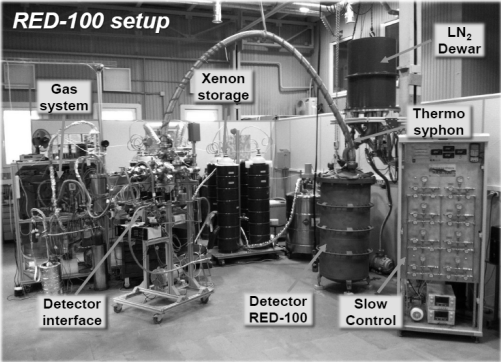 RED-100 setup
LN2
Dewar
Gas
system
Xenon
storage
Thermo
syphon
Detector
interface
Detector
RED-100
Slow
Control